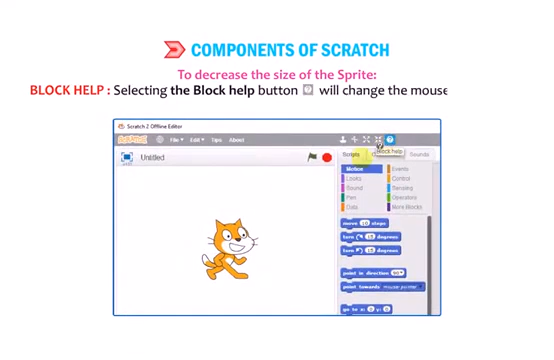 COMPONENTS OF SCRATCH
To decrease the size of the Sprite:
BLOCK HELP : Selecting the Block help button will change the mouse
Scratch 2 Offline Editor
SCRATCH File Edit Tips About
Block help
Untitled
Scripts Sounds
Motion Events
Looks Control
Sound Sensing
Pen Operators
Data More Blocks
move 10 steps
turn 15 degrees
turn 15 degrees
point in direction 90
point towards mouse-pointer
go to x: 0 y: 0